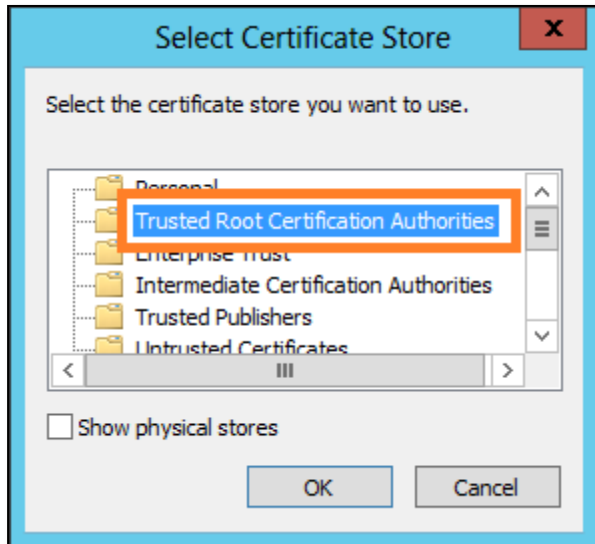 Select Certificate Store
x
Select the certificate store you want to use.
Personal
Trusted Root Certification Authorities
Enterprise Trust
Intermediate Certification Authorities
Trusted Publishers
Untrusted Certificates
Show physical stores
OK
Cancel